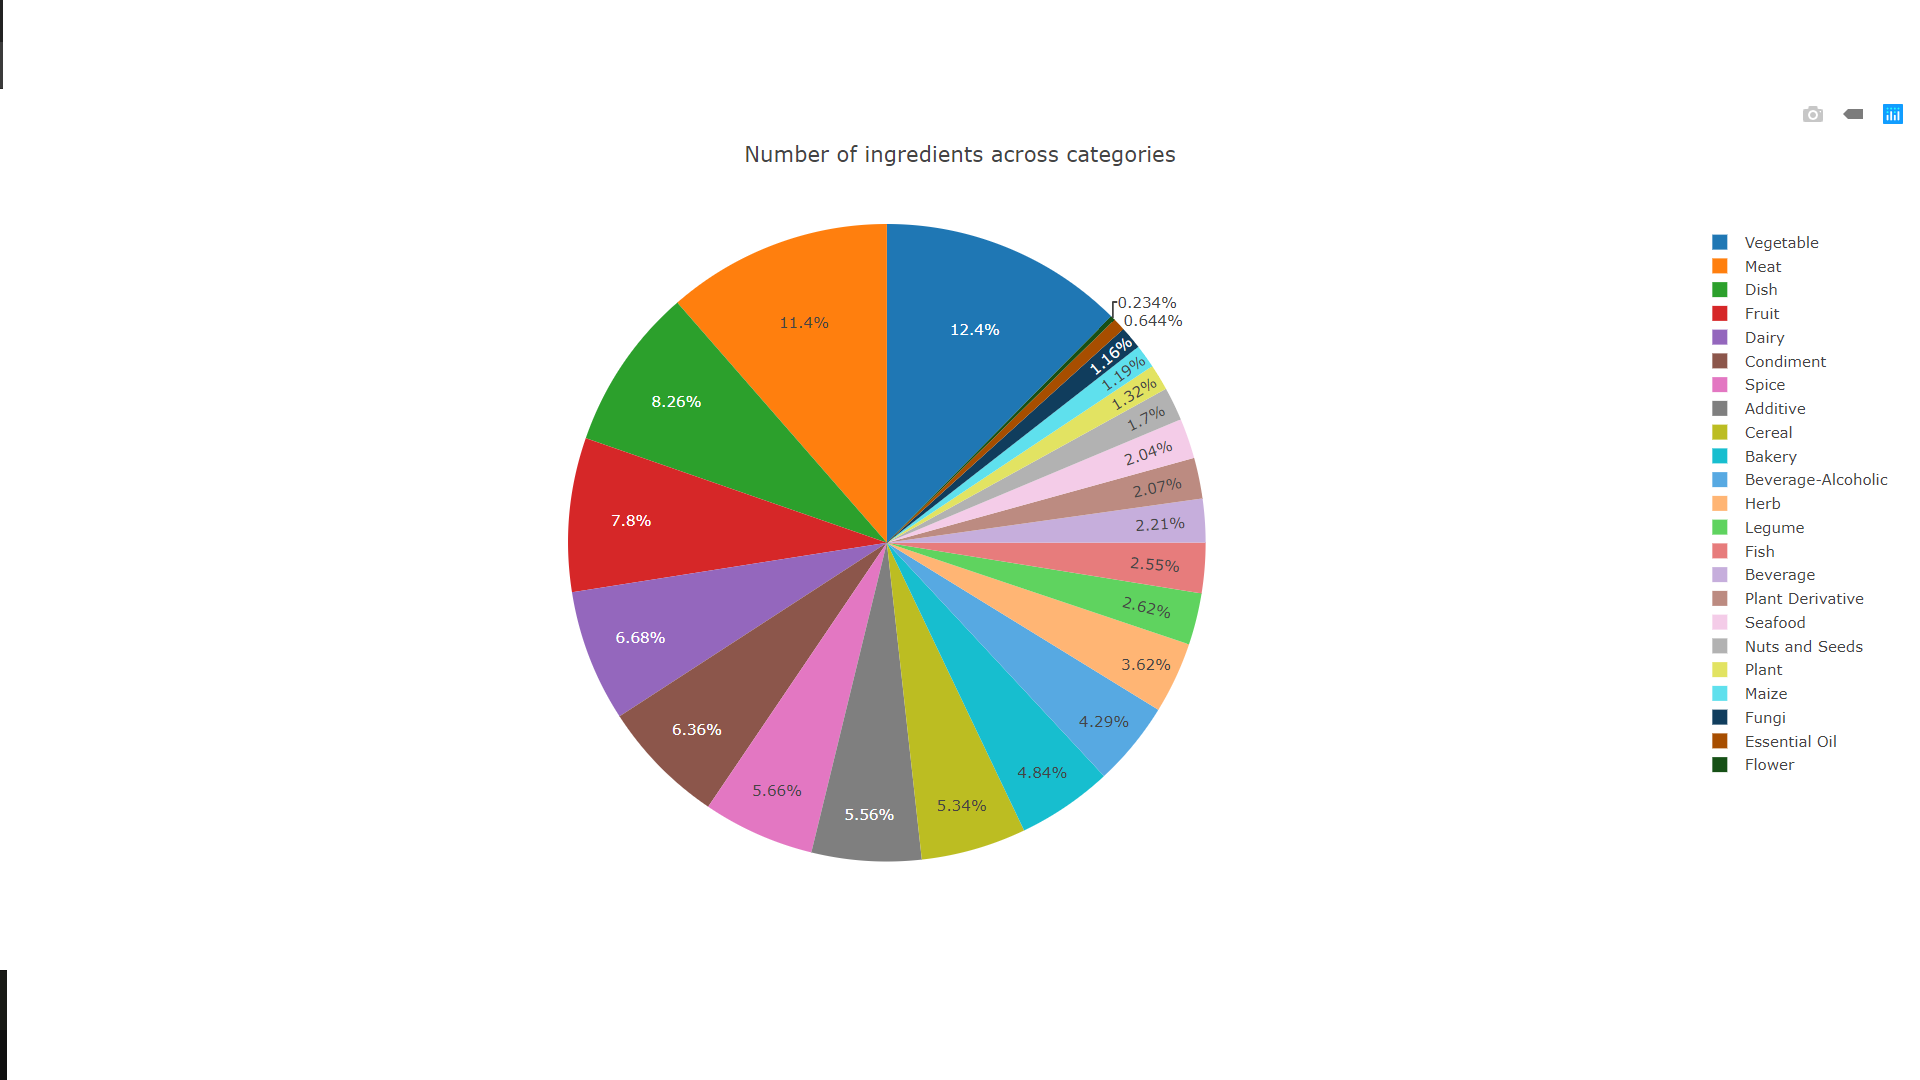 Number of ingredients across categories
12.4%
0.234%
0.644%
1.16%
1.19%
1.32%
1.7%
2.04%
2.07%
2.21%
2.55%
2.62%
3.62%
4.29%
4.84%
5.34%
5.56%
5.66%
6.36%
6.68%
7.8%
8.26%
11.4%
Vegetable
Meat
Dish
Fruit
Dairy
Condiment
Spice
Additive
Cereal
Bakery
Beverage-Alcoholic
Herb
Legume
Fish
Beverage
Plant Derivative
Seafood
Nuts and Seeds
Plant
Maize
Fungi
Essential Oil
Flower